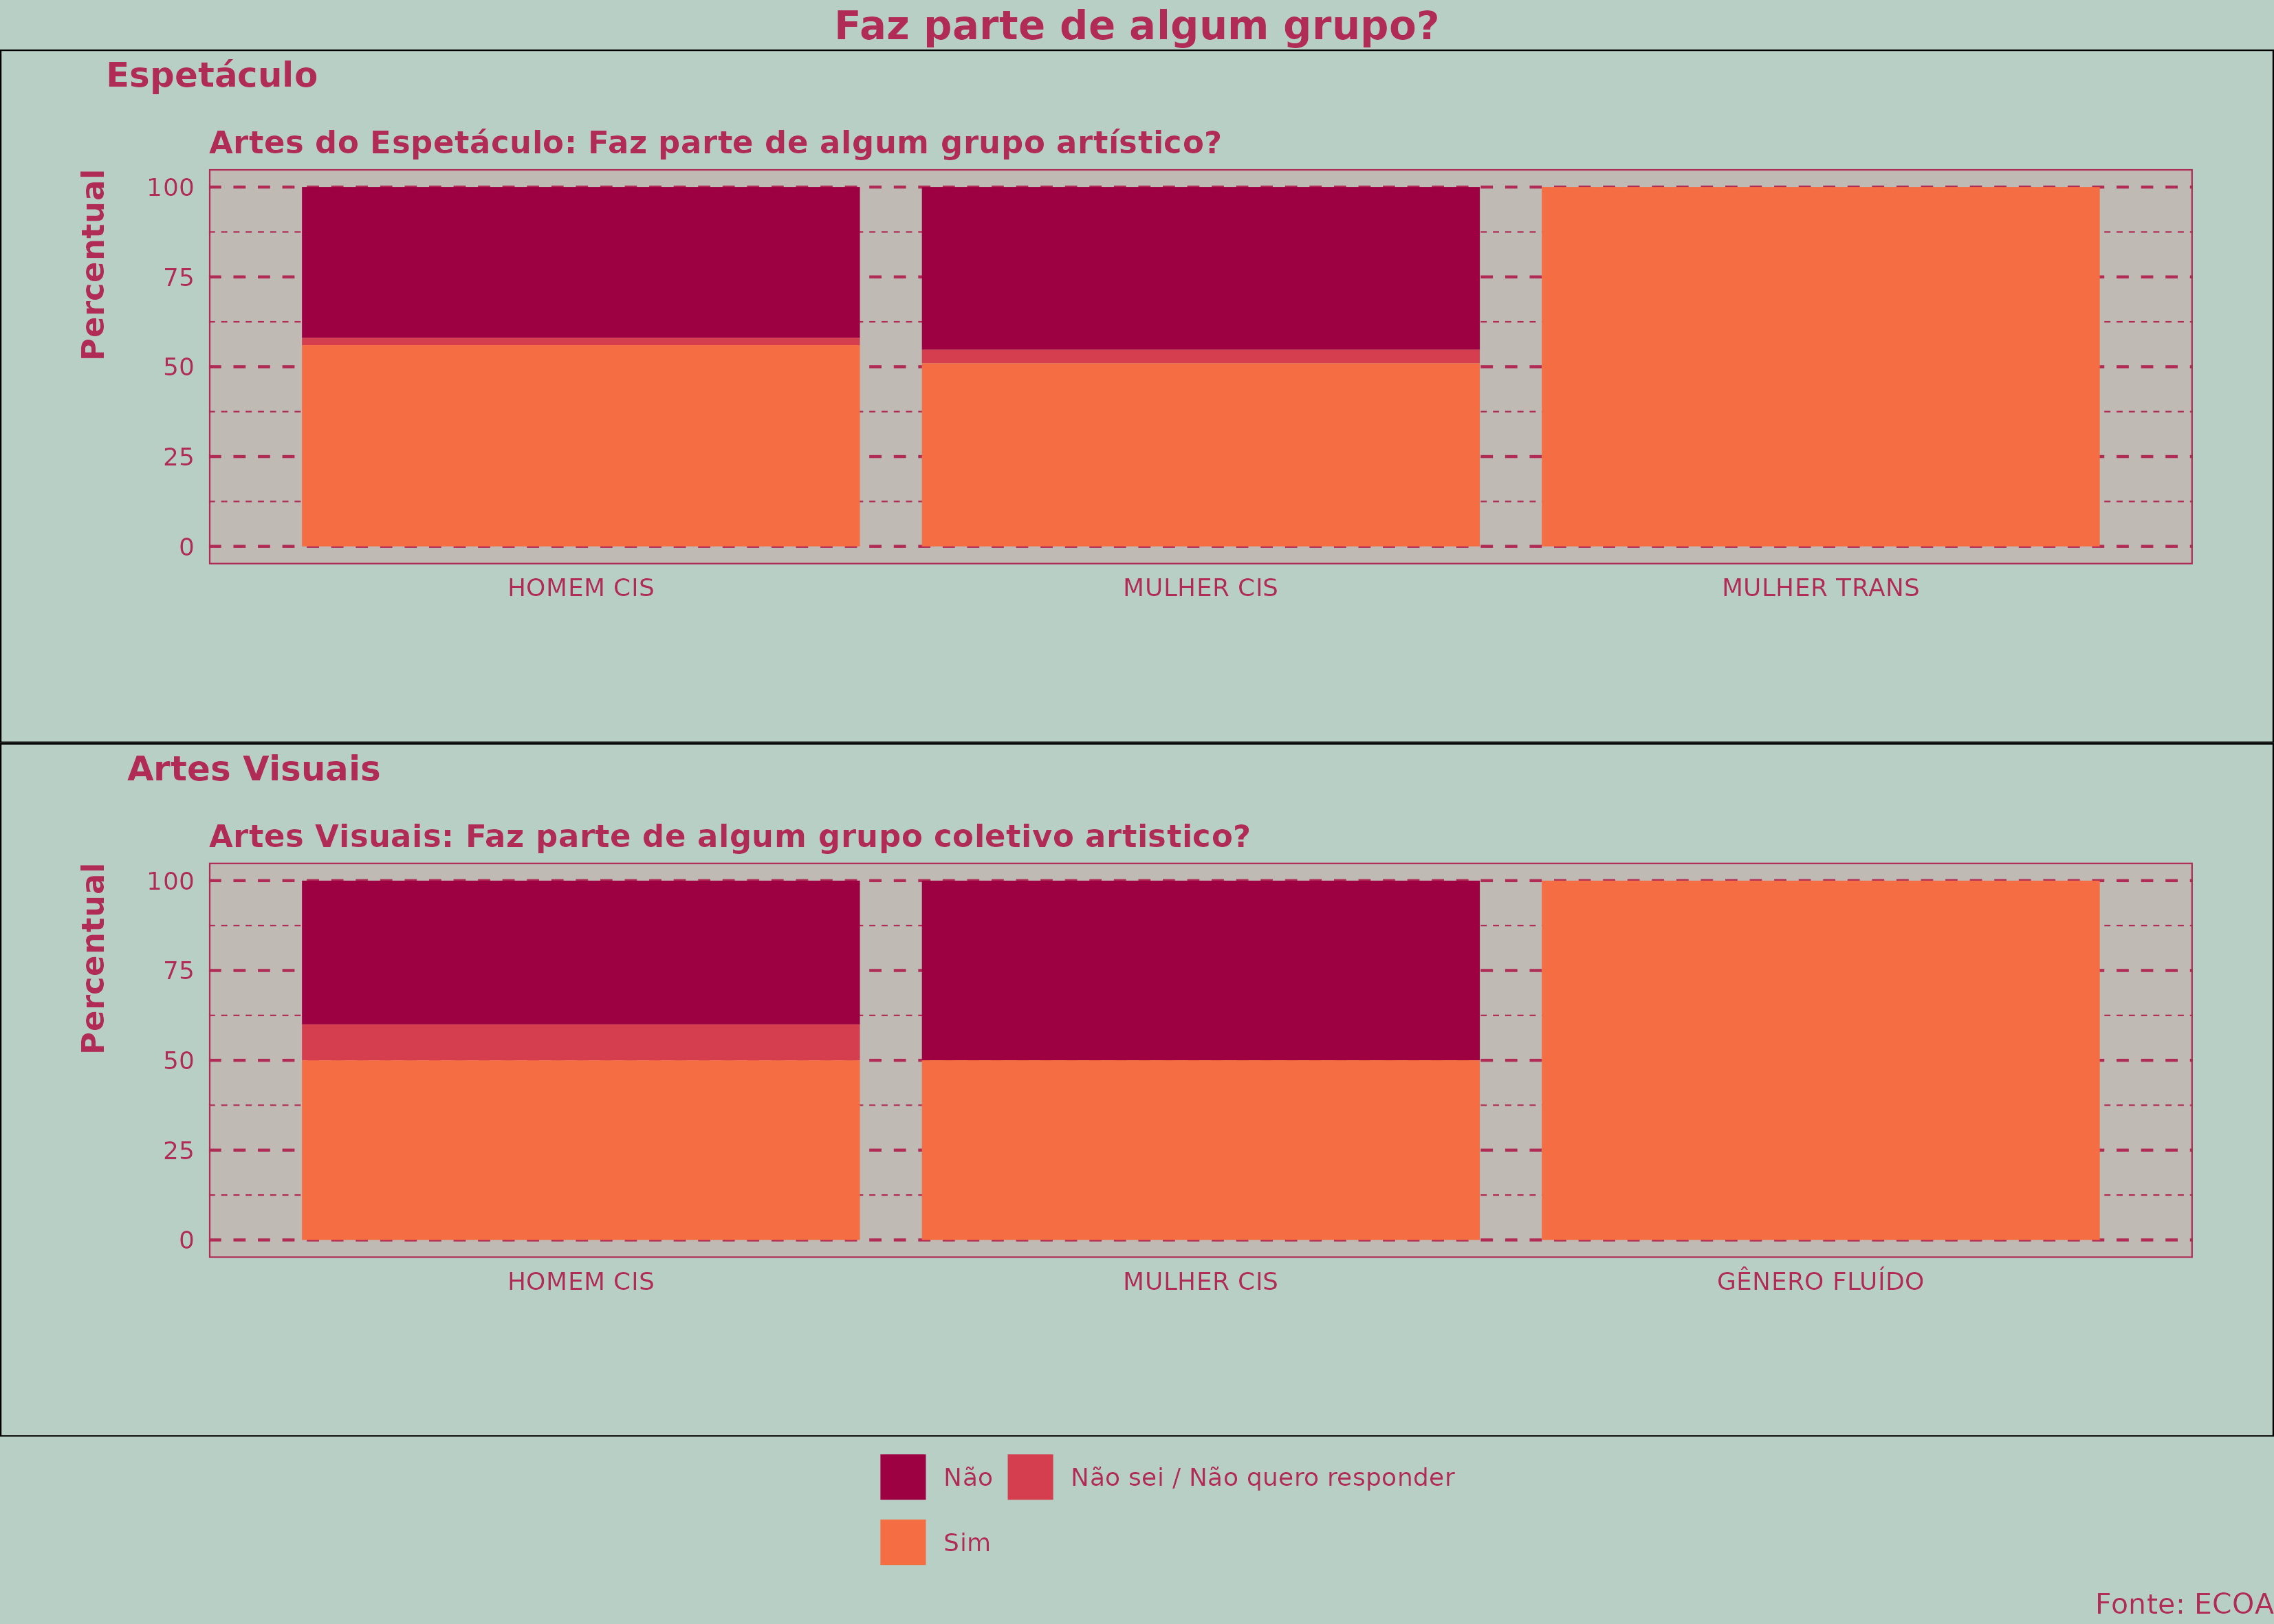 Faz parte de algum grupo?
Espetáculo
Artes do Espetáculo: Faz parte de algum grupo artístico?
Percentual
100
75
50
25
0
HOMEM CIS
MULHER CIS
MULHER TRANS
Artes Visuais
Artes Visuais: Faz parte de algum grupo coletivo artistico?
Percentual
100
75
50
25
0
HOMEM CIS
MULHER CIS
GÊNERO FLUÍDO
Não
Não sei / Não quero responder
Sim
Fonte: ECOA